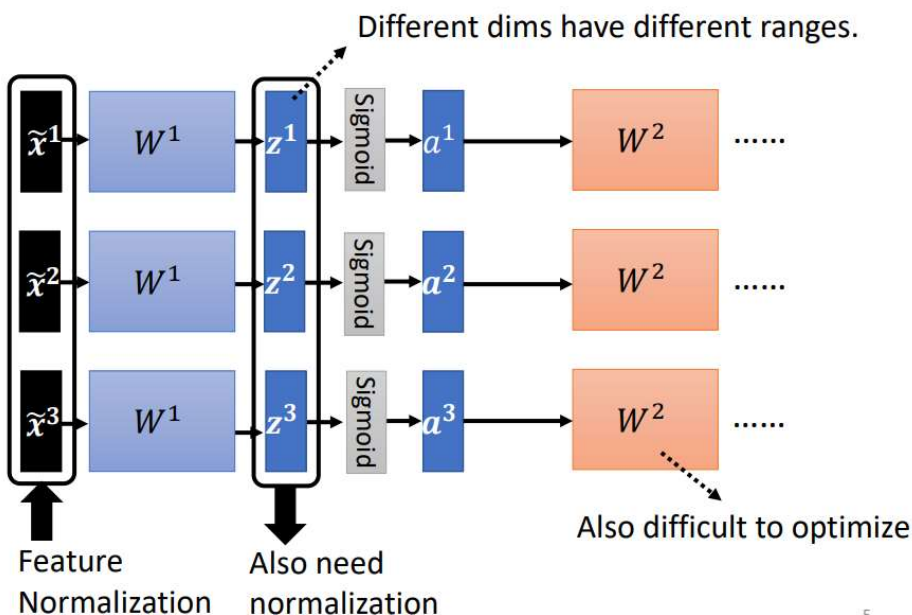 Different dims have different ranges.
x̃¹ W¹ z¹ Sigmoid a¹ W² ......
x̃² W¹ z² Sigmoid a² W² ......
x̃³ W¹ z³ Sigmoid a³ W² ......
Also difficult to optimize
Feature
Normalization
Also need
normalization
5